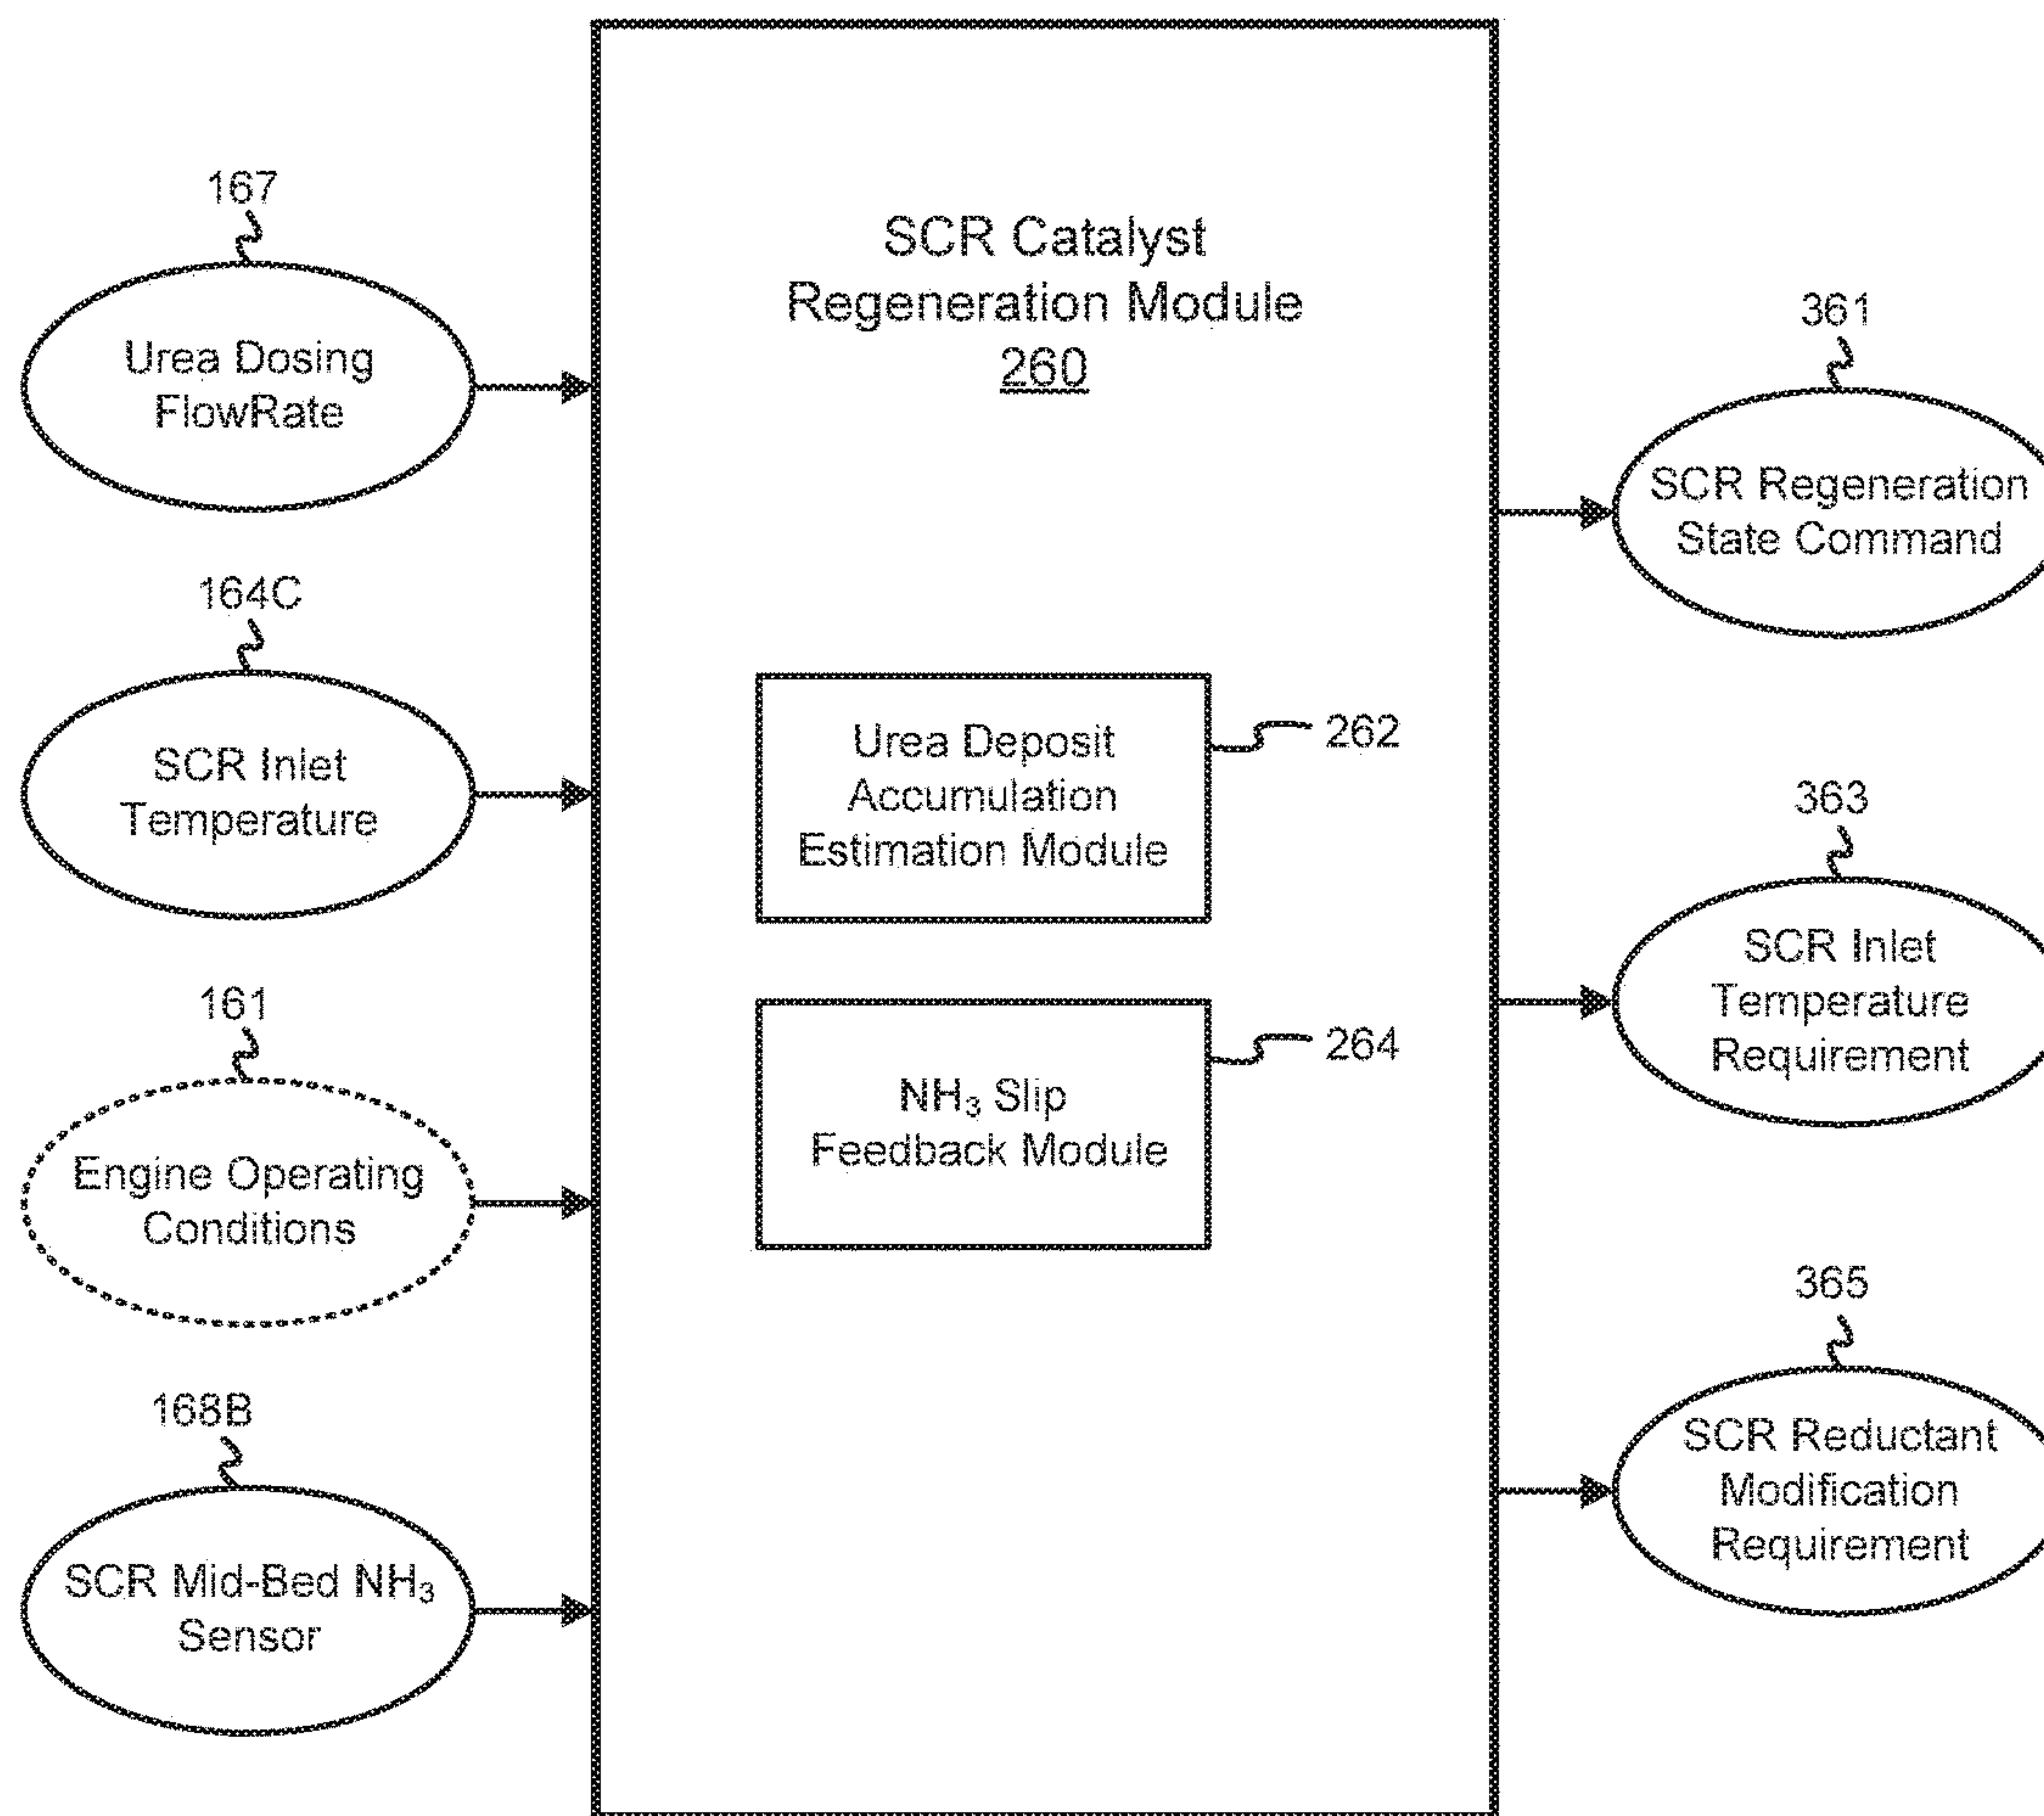 167
Urea Dosing
FlowRate
164C
SCR Inlet
Temperature
161
Engine Operating
Conditions
168B
SCR Mid-Bed NH₃
Sensor
SCR Catalyst
Regeneration Module
260
Urea Deposit
Accumulation
Estimation Module
262
NH₃ Slip
Feedback Module
264
361
SCR Regeneration
State Command
363
SCR Inlet
Temperature
Requirement
365
SCR Reductant
Modification
Requirement